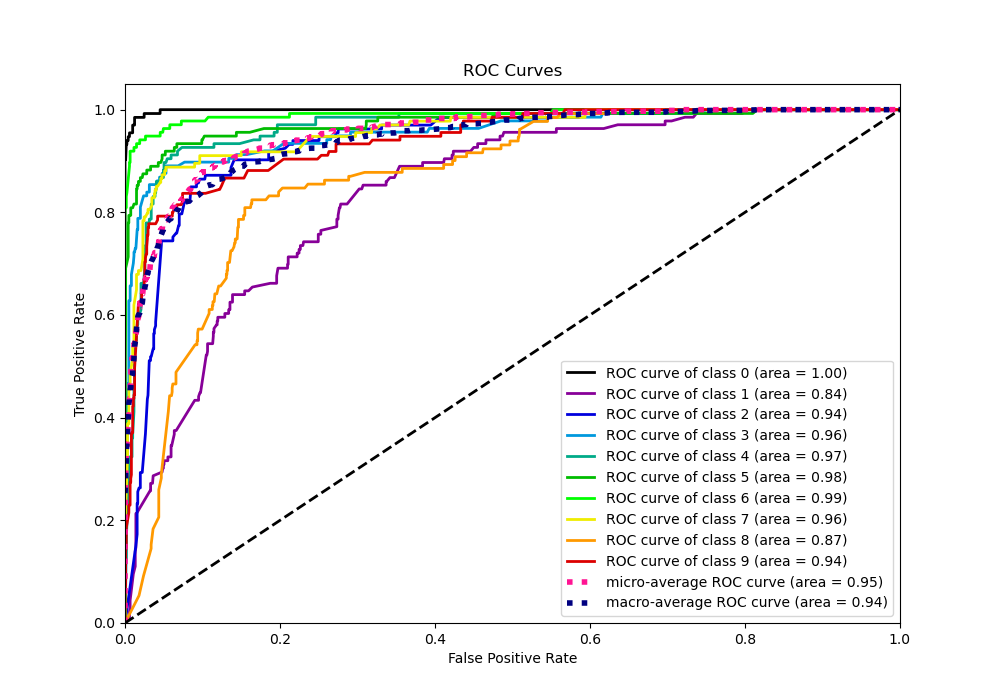 ROC Curves
True Positive Rate
1.0
0.8
0.6
0.4
0.2
0.0
ROC curve of class 0 (area = 1.00)
ROC curve of class 1 (area = 0.84)
ROC curve of class 2 (area = 0.94)
ROC curve of class 3 (area = 0.96)
ROC curve of class 4 (area = 0.97)
ROC curve of class 5 (area = 0.98)
ROC curve of class 6 (area = 0.99)
ROC curve of class 7 (area = 0.96)
ROC curve of class 8 (area = 0.87)
ROC curve of class 9 (area = 0.94)
micro-average ROC curve (area = 0.95)
macro-average ROC curve (area = 0.94)
0.0 0.2 0.4 0.6 0.8 1.0
False Positive Rate